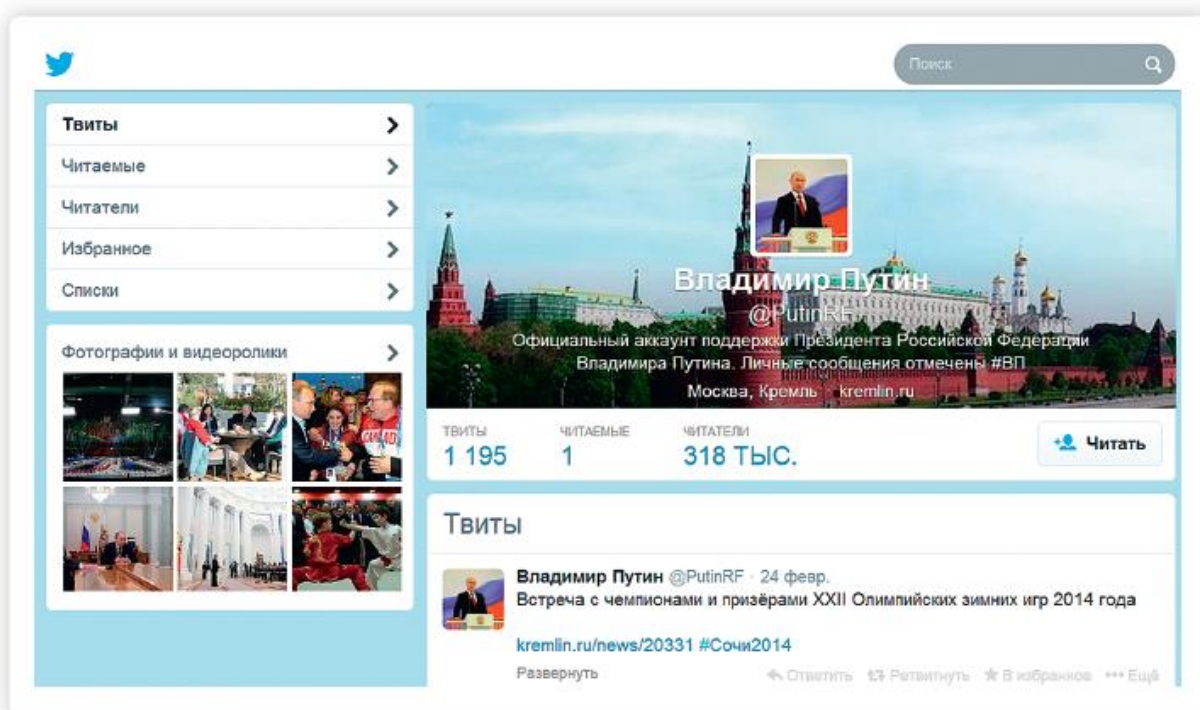 Поиск
Твиты
Читаемые
Читатели
Избранное
Списки
Фотографии и видеоролики
CANAD
Владимир Путин
@PutinRF
Официальный аккаунт поддержки Президента Российской Федерации
Владимира Путина. Личные сообщения отмечены #ВП
Москва, Кремль kremlin.ru
ТВИТЫ ЧИТАЕМЫЕ ЧИТАТЕЛИ
1 195 1 318 ТЫС.
Читать
Твиты
Владимир Путин @PutinRF · 24 февр.
Встреча с чемпионами и призёрами XXII Олимпийских зимних игр 2014 года
kremlin.ru/news/20331 #Сочи2014
Развернуть Ответить Ретвитнуть В избранное Ещё